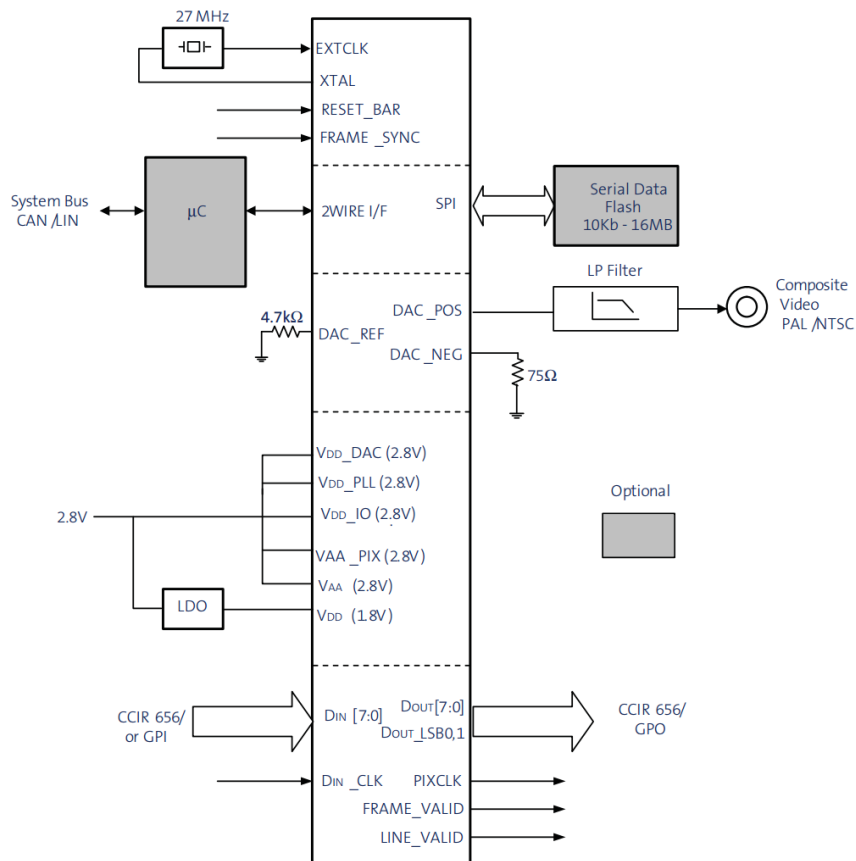 27 MHz
EXTCLK
XTAL
RESET_BAR
FRAME _SYNC
System Bus
CAN /LIN
µC
2WIRE I/F
SPI
Serial Data
Flash
10Kb - 16MB
LP Filter
Composite
Video
PAL /NTSC
4.7kΩ
DAC_REF
DAC _POS
DAC _NEG
75Ω
2.8V
VDD_DAC (2.8V)
VDD_PLL (2.8V)
VDD_IO (2.8V)
VAA _PIX (2.8V)
VAA (2.8V)
LDO
VDD (1.8V)
Optional
CCIR 656/
or GPI
DIN [7:0]
DOUT[7:0]
DOUT_LSB0,1
CCIR 656/
GPO
DIN _CLK
PIXCLK
FRAME_VALID
LINE_VALID